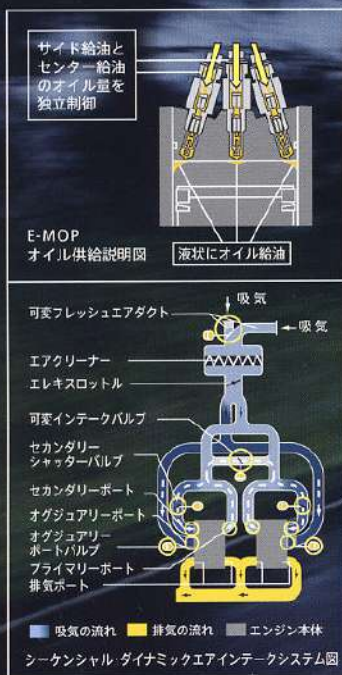 サイド給油と
センター給油
のオイル量を
独立制御
E-MOP
オイル供給説明図
液状にオイル給油
吸気
可変フレッシュエアダクト
吸気
エアクリーナー
エレキスロットル
可変インテークバルブ
セカンダリー
シャッターバルブ
セカンダリーポート
オグジュアリーポート
オグジュアリー
ポートバルブ
プライマリーポート
排気ポート
吸気の流れ 排気の流れ エンジン本体
シーケンシャル ダイナミックエアインテークシステム図